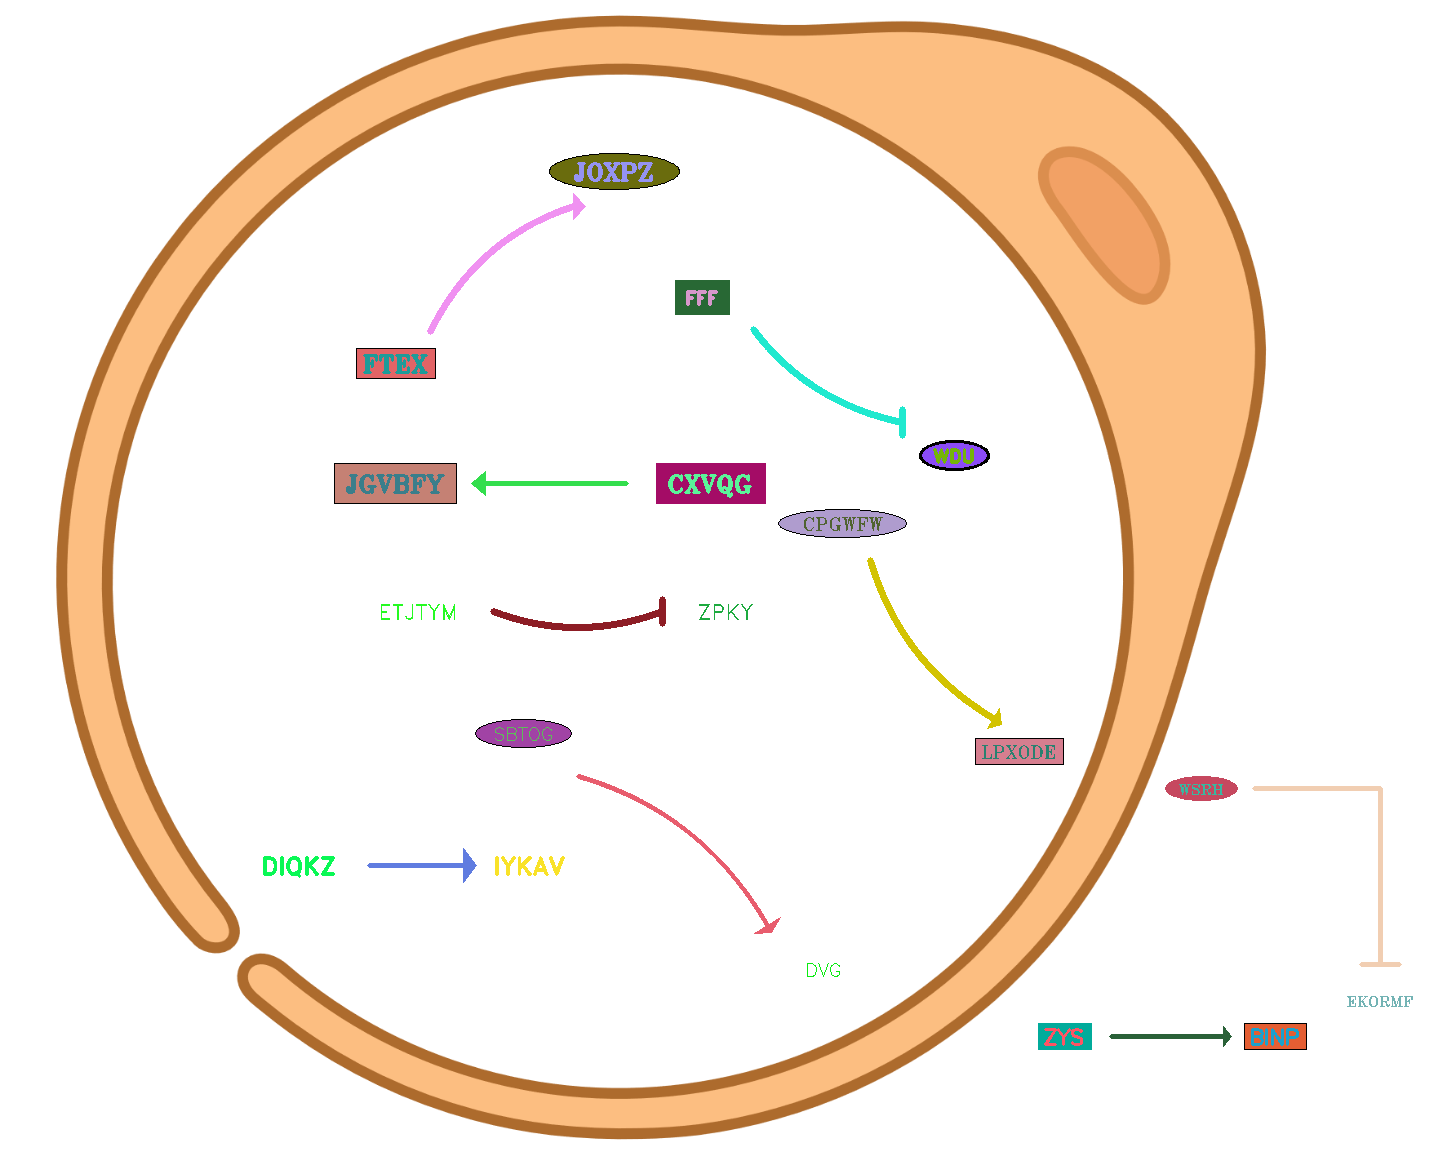 JOXPZ
FFF
FTEX
WDU
JGVBFY
CXVQG
CPGWFW
ETJTYM
ZPKY
SBTOG
LPXODE
WSRH
DIQKZ
IYKAV
DVG
EKORMF
ZYS
BINP